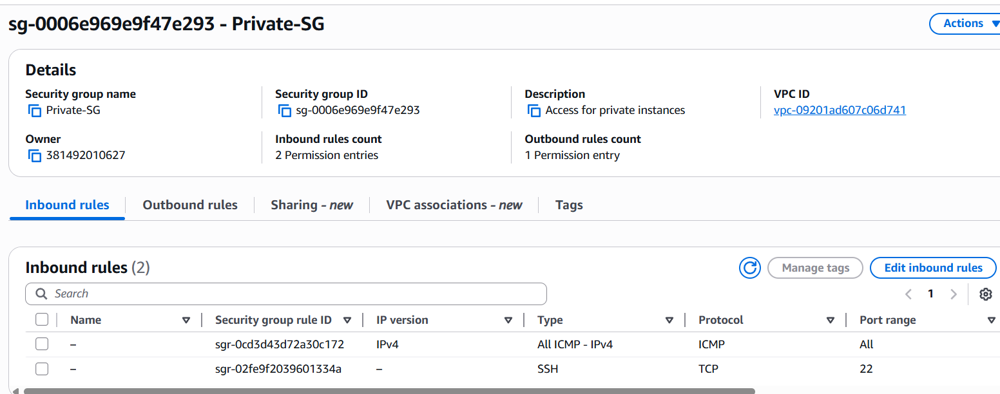 sg-0006e969e9f47e293 - Private-SG
Actions
Details
Security group name
Private-SG
Security group ID
sg-0006e969e9f47e293
Description
Access for private instances
VPC ID
vpc-09201ad607c06d741
Owner
381492010627
Inbound rules count
2 Permission entries
Outbound rules count
1 Permission entry
Inbound rules Outbound rules Sharing - new VPC associations - new Tags
Inbound rules (2)
Manage tags Edit inbound rules
Search
1
Name Security group rule ID IP version Type Protocol Port range
– sgr-0cd3d43d72a30c172 IPv4 All ICMP - IPv4 ICMP All
– sgr-02fe9f2039601334a – SSH TCP 22